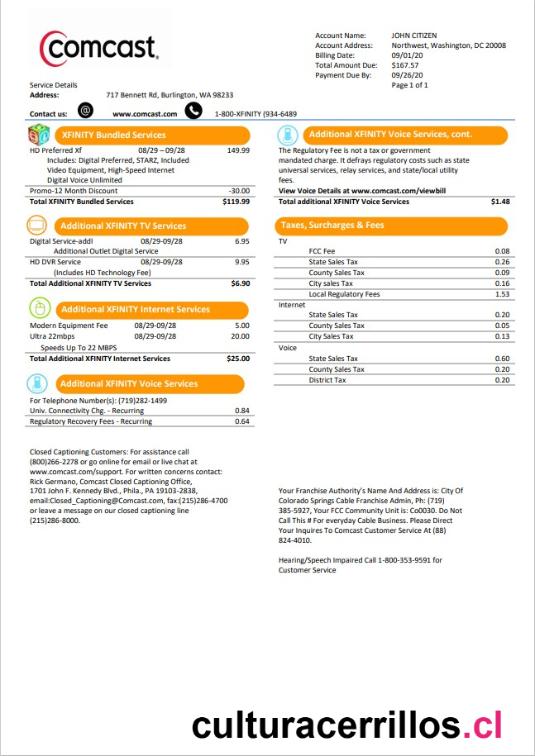 comcast.
Account Name: JOHN CITIZEN
Account Address: Northwest, Washington, DC 20008
Billing Date: 09/01/20
Total Amount Due: $167.57
Payment Due By: 09/26/20
Page 1 of 1
Service Details
Address: 717 Bennett Rd, Burlington, WA 98233
Contact us: @ www.comcast.com 1-800-XFINITY (934-6489
XFINITY Bundled Services
HD Preferred Xf 08/29 – 09/28 149.99
Includes: Digital Preferred, STARZ, Included
Video Equipment, High-Speed Internet
Digital Voice Unlimited
Promo-12 Month Discount -30.00
Total XFINITY Bundled Services $119.99
Additional XFINITY TV Services
Digital Service-addl 08/29-09/28 6.95
Additional Outlet Digital Service
HD DVR Service 08/29-09/28 9.95
(Includes HD Technology Fee)
Total Additional XFINITY TV Services $6.90
Additional XFINITY Internet Services
Modern Equipment Fee 08/29-09/28 5.00
Ultra 22mbps 08/29-09/28 20.00
Speeds Up To 22 MBPS
Total Additional XFINITY Internet Services $25.00
Additional XFINITY Voice Services
For Telephone Number(s): (719)282-1499
Univ. Connectivity Chg. - Recurring 0.84
Regulatory Recovery Fees - Recurring 0.64
Closed Captioning Customers: For assistance call
(800)266-2278 or go online for email or live chat at
www.comcast.com/support. For written concerns contact:
Rick Germano, Comcast Closed Captioning Office,
1701 John F. Kennedy Blvd., Phila., PA 19103-2838,
email:Closed_Captioning@Comcast.com, fax:(215)286-4700
or leave a message on our closed captioning line
(215)286-8000.
Additional XFINITY Voice Services, cont.
The Regulatory Fee is not a tax or government
mandated charge. It defrays regulatory costs such as state
universal services, relay services, and state/local utility
fees.
View Voice Details at www.comcast.com/viewbill
Total additional XFINITY Voice Services $1.48
Taxes, Surcharges & Fees
TV
FCC Fee 0.08
State Sales Tax 0.26
County Sales Tax 0.09
City sales Tax 0.16
Local Regulatory Fees 1.53
Internet
State Sales Tax 0.20
County Sales Tax 0.05
City Sales Tax 0.13
Voice
State Sales Tax 0.60
County Sales Tax 0.20
District Tax 0.20
Your Franchise Authority's Name And Address is: City Of
Colorado Springs Cable Franchise Admin, Ph: (719)
385-5927, Your FCC Community Unit is: Co0030. Do Not
Call This # For everyday Cable Business. Please Direct
Your Inquires To Comcast Customer Service At (88)
824-4010.
Hearing/Speech Impaired Call 1-800-353-9591 for
Customer Service
culturacerrillos.cl